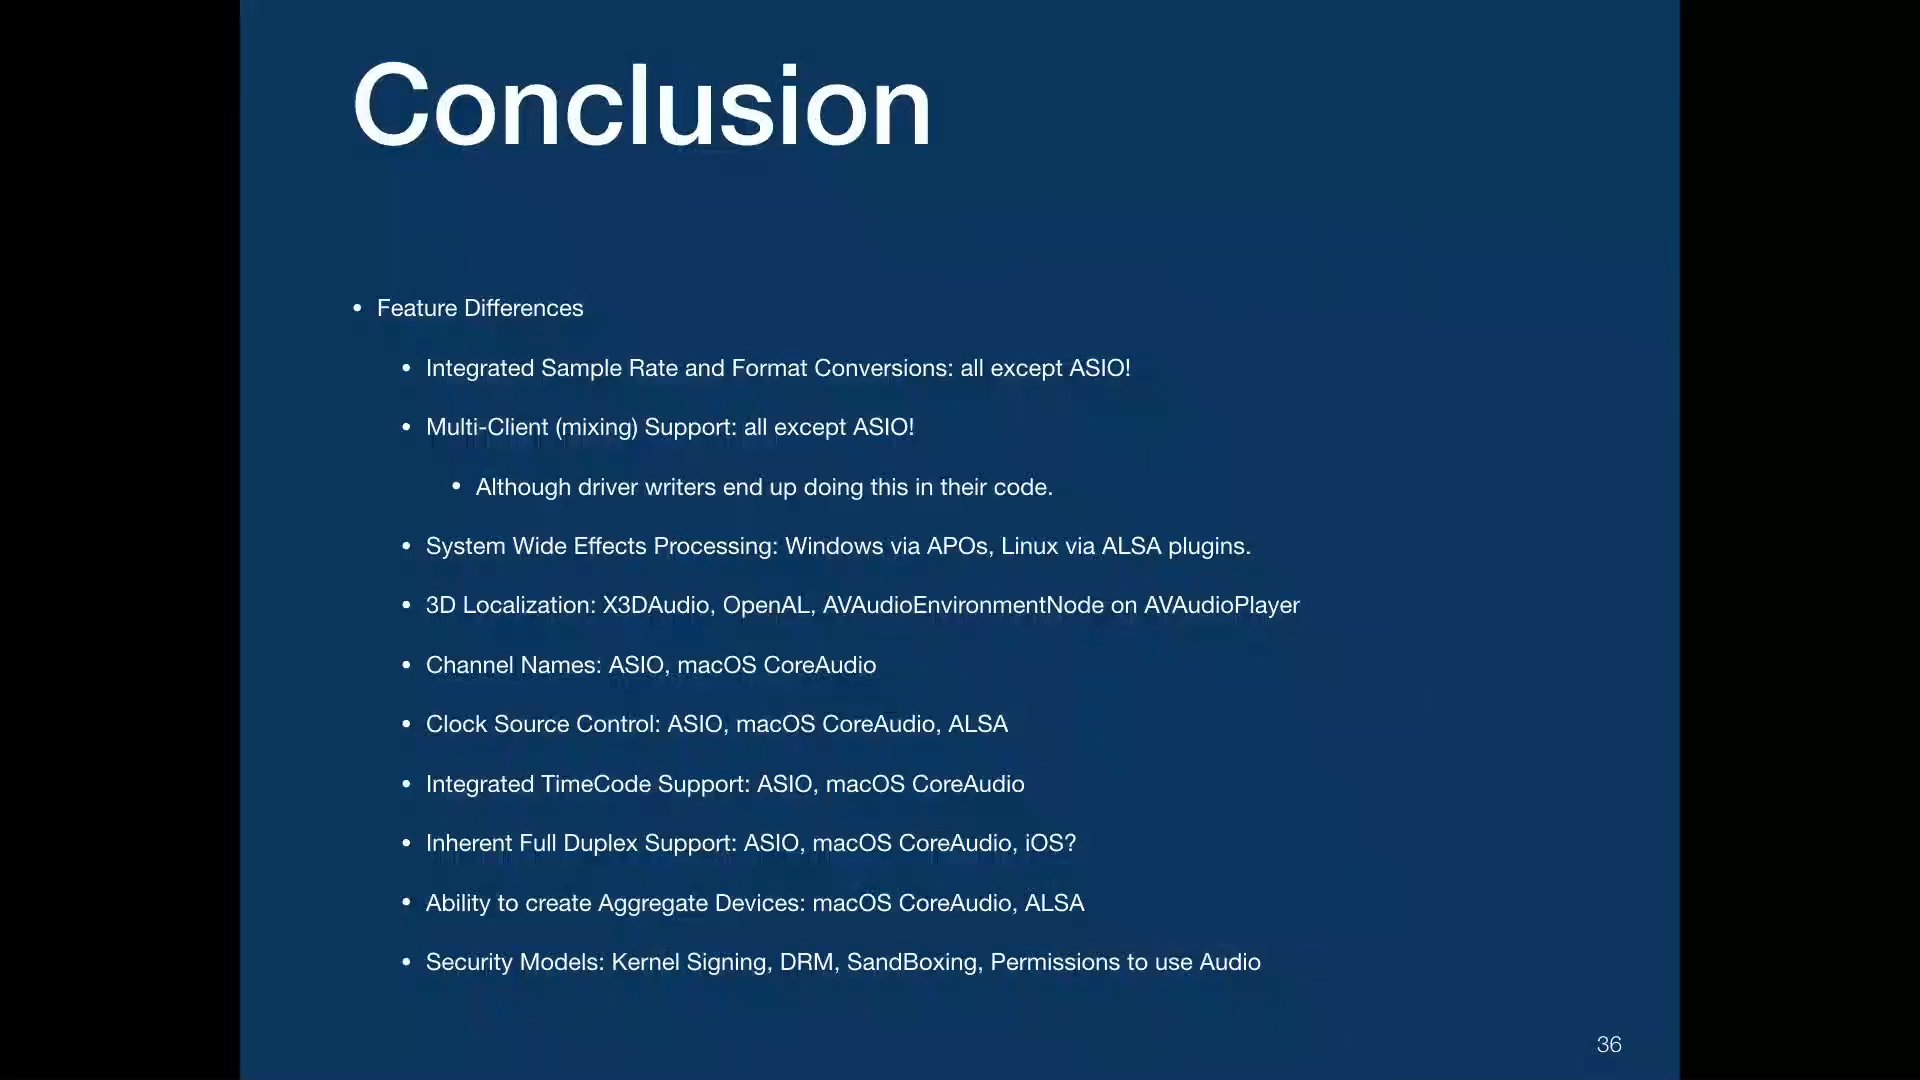 Conclusion
• Feature Differences
• Integrated Sample Rate and Format Conversions: all except ASIO!
• Multi-Client (mixing) Support: all except ASIO!
• Although driver writers end up doing this in their code.
• System Wide Effects Processing: Windows via APOs, Linux via ALSA plugins.
• 3D Localization: X3DAudio, OpenAL, AVAudioEnvironmentNode on AVAudioPlayer
• Channel Names: ASIO, macOS CoreAudio
• Clock Source Control: ASIO, macOS CoreAudio, ALSA
• Integrated TimeCode Support: ASIO, macOS CoreAudio
• Inherent Full Duplex Support: ASIO, macOS CoreAudio, iOS?
• Ability to create Aggregate Devices: macOS CoreAudio, ALSA
• Security Models: Kernel Signing, DRM, SandBoxing, Permissions to use Audio
36